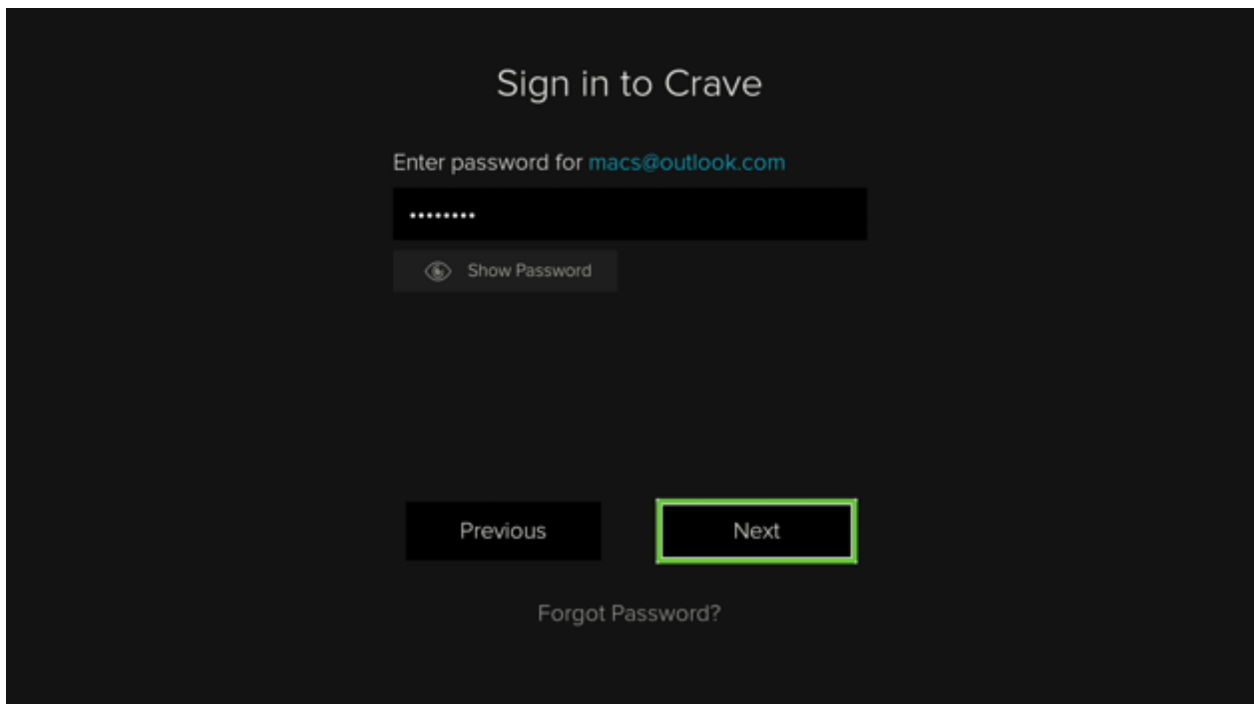 Sign in to Crave
Enter password for macs@outlook.com
••••••••
Show Password
Previous Next
Forgot Password?